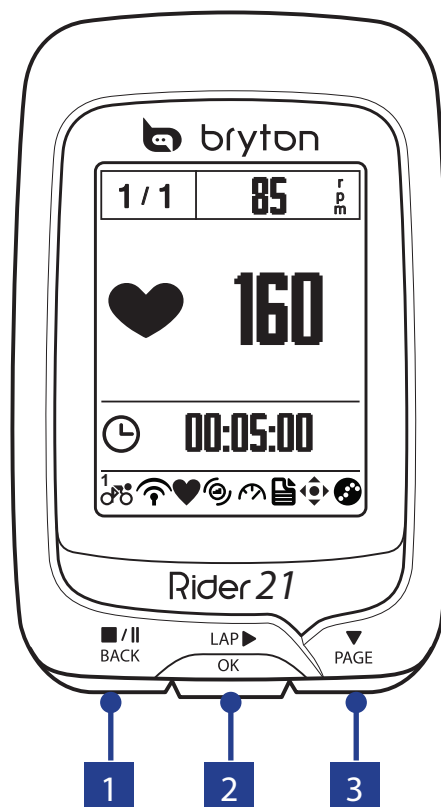 bryton
1 / 1 85 rpm
160
00:05:00
1
Rider 21
■ / II LAP ▶ ▼
BACK OK PAGE
1 2 3